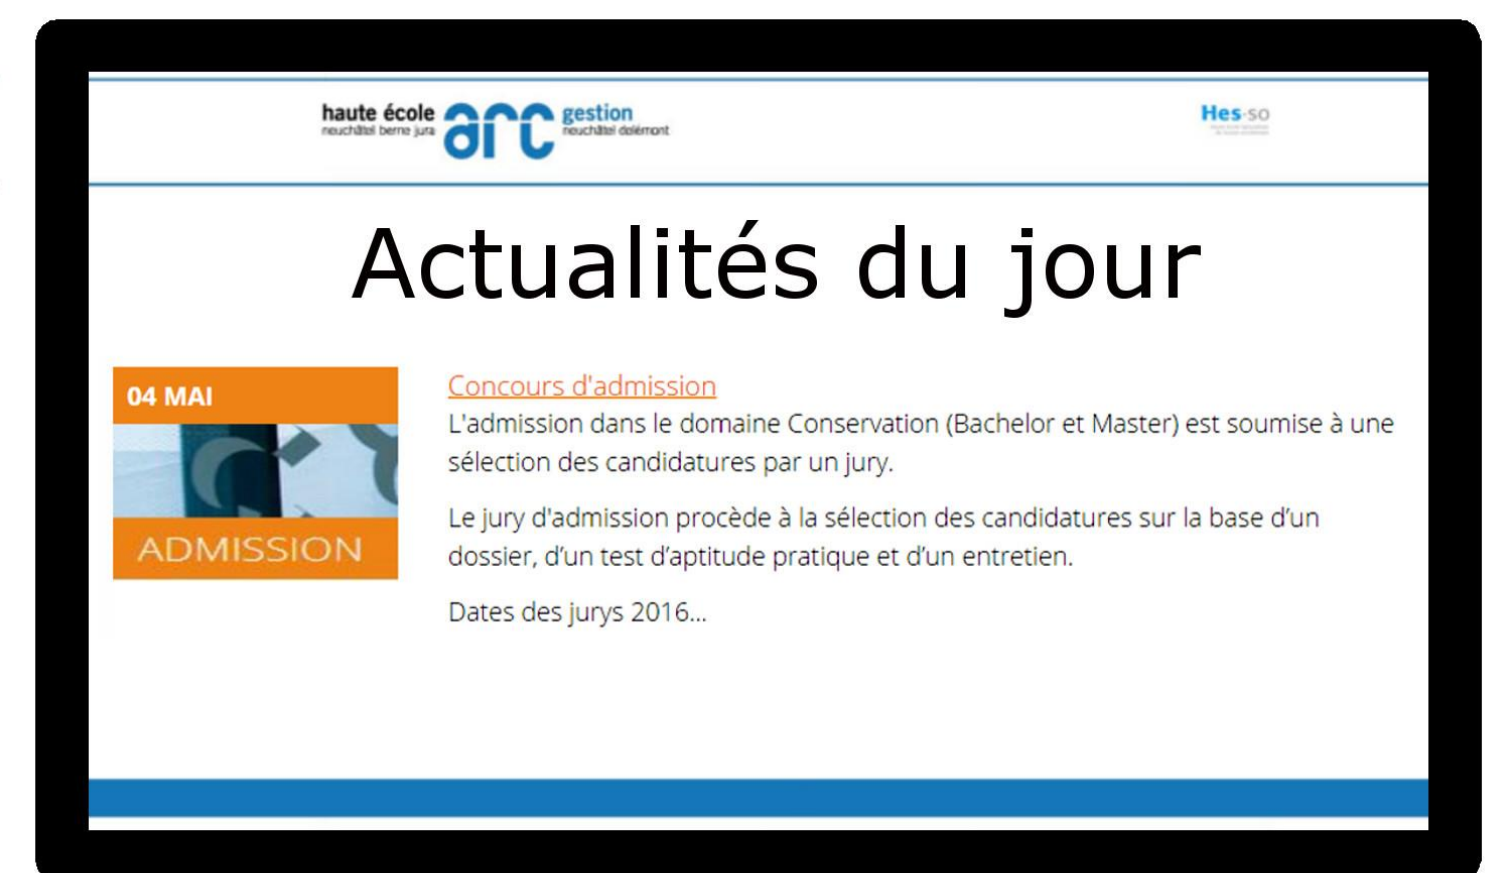 haute école
neuchâtel berne jura
arc
gestion
neuchâtel delémont
Hes-so
Actualités du jour
04 MAI
ADMISSION
Concours d'admission
L'admission dans le domaine Conservation (Bachelor et Master) est soumise à une
sélection des candidatures par un jury.
Le jury d'admission procède à la sélection des candidatures sur la base d’un
dossier, d’un test d’aptitude pratique et d’un entretien.
Dates des jurys 2016...